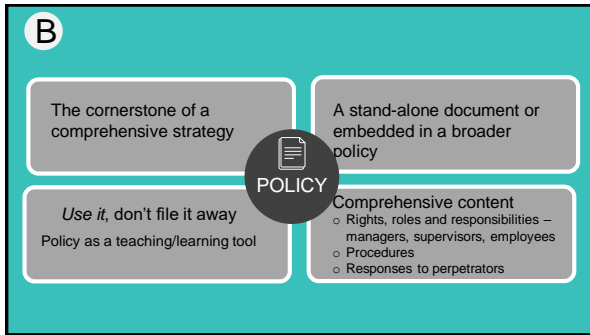 B
The cornerstone of a
comprehensive strategy
A stand-alone document or
embedded in a broader
policy
POLICY
Use it, don't file it away
Policy as a teaching/learning tool
Comprehensive content
o Rights, roles and responsibilities –
managers, supervisors, employees
o Procedures
o Responses to perpetrators